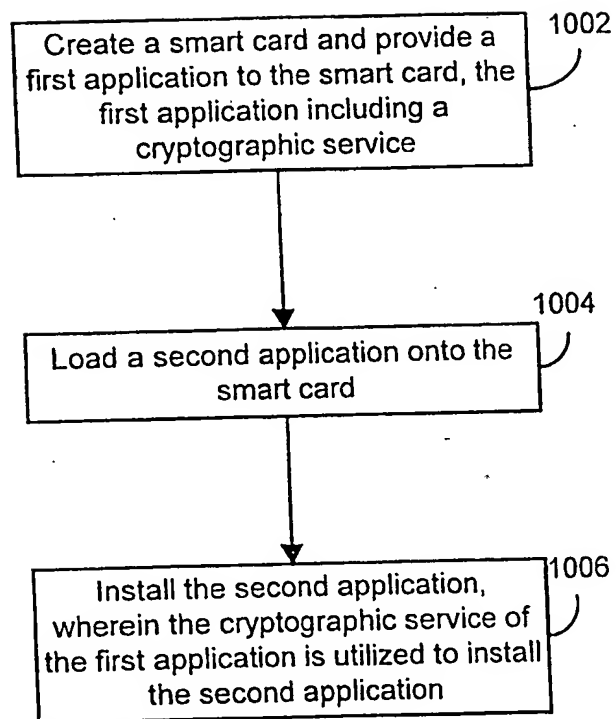 Create a smart card and provide a
first application to the smart card, the
first application including a
cryptographic service
1002
Load a second application onto the
smart card
1004
Install the second application,
wherein the cryptographic service of
the first application is utilized to install
the second application
1006